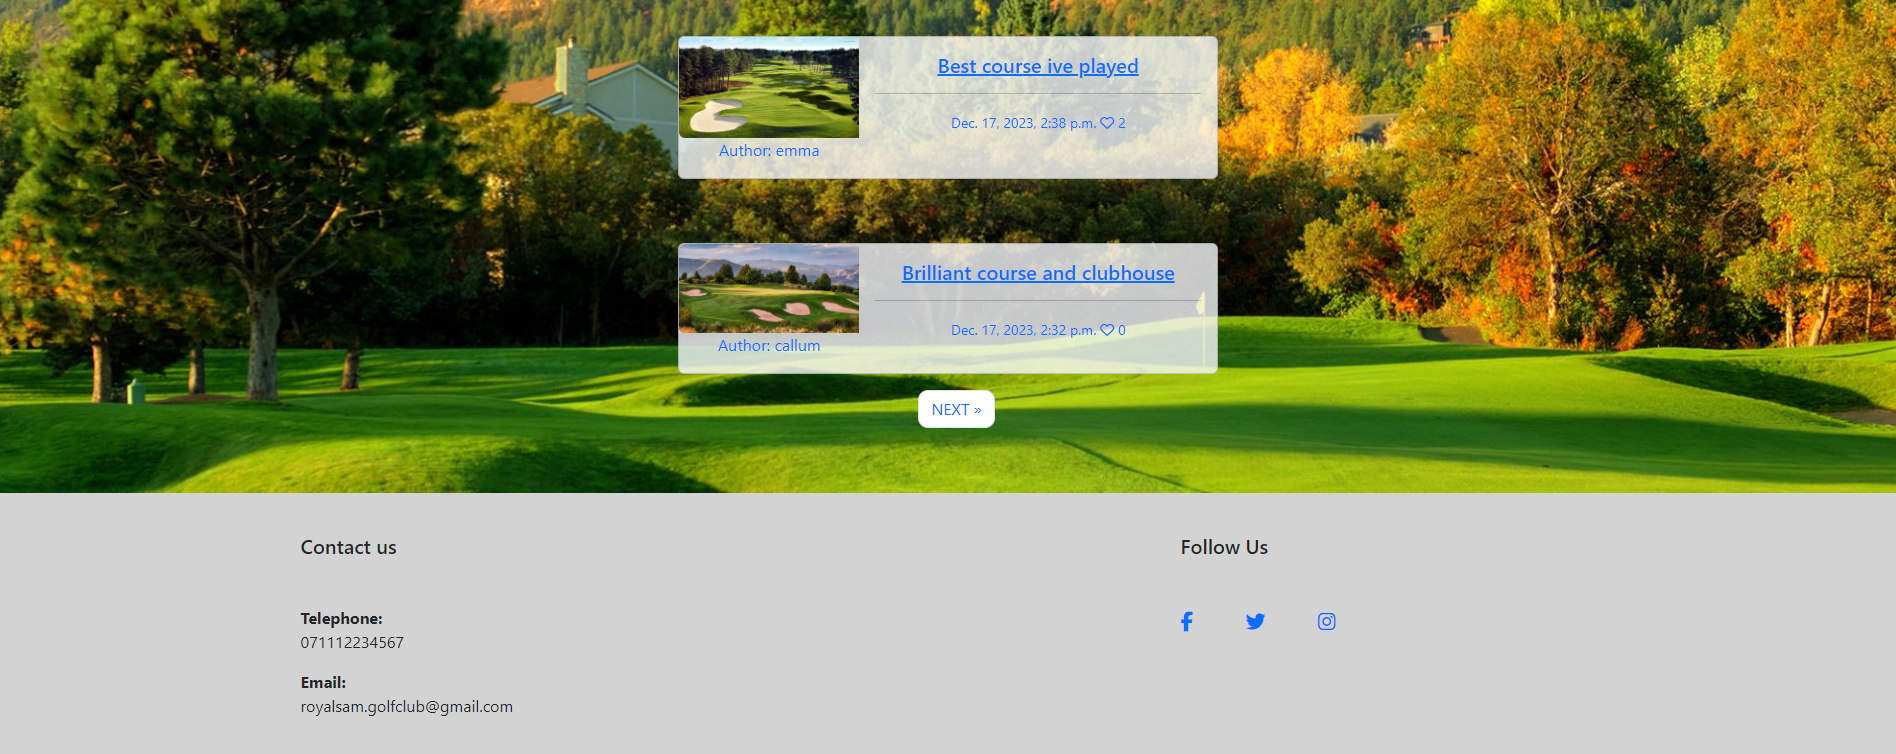 Best course ive played
Dec. 17, 2023, 2:38 p.m. 2
Author: emma
Brilliant course and clubhouse
Dec. 17, 2023, 2:32 p.m. 0
Author: callum
NEXT »
Contact us
Telephone:
071112234567
Email:
royalsam.golfclub@gmail.com
Follow Us